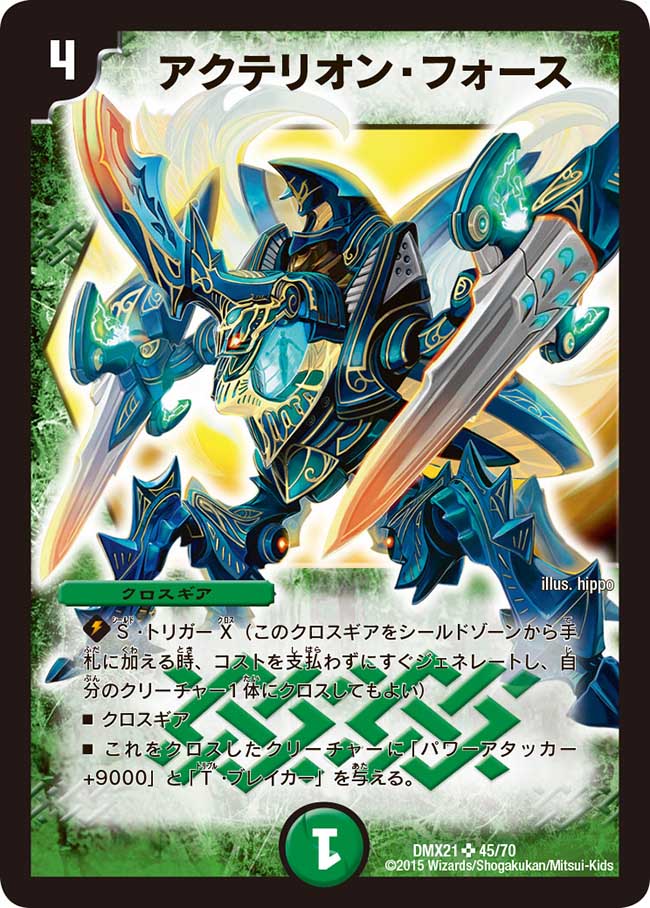 4
アクテリオン・フォース
illus. hippo
クロスギア
S・トリガーX（このクロスギアをシールドゾーンから手
札に加える時、コストを支払わずにすぐジェネレートし、自
分のクリーチャー1体にクロスしてもよい）
■ クロスギア
■ これをクロスしたクリーチャーに「パワーアタッカー
+9000」と「T・ブレイカー」を与える。
1
DMX21 45/70
©2015 Wizards/Shogakukan/Mitsui-Kids